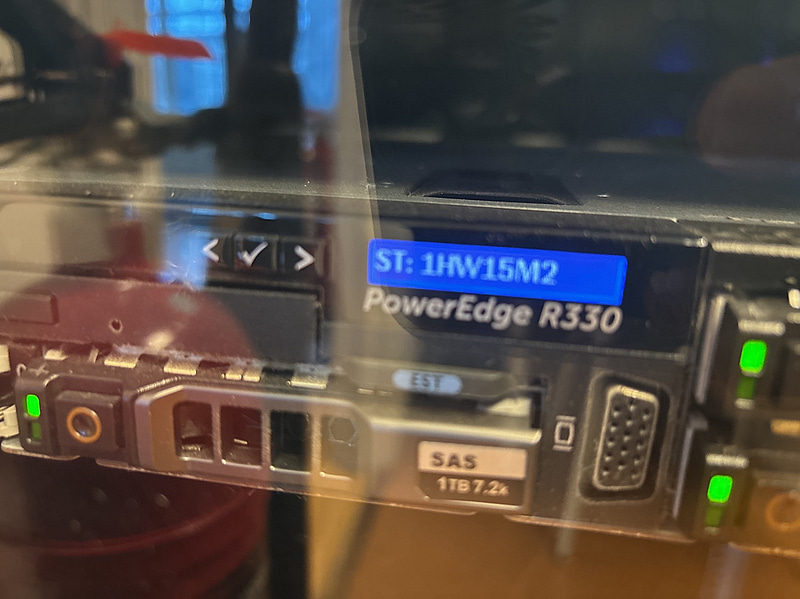 < ✓ >
ST: 1HW15M2
PowerEdge R330
EST
SAS
1TB 7.2k